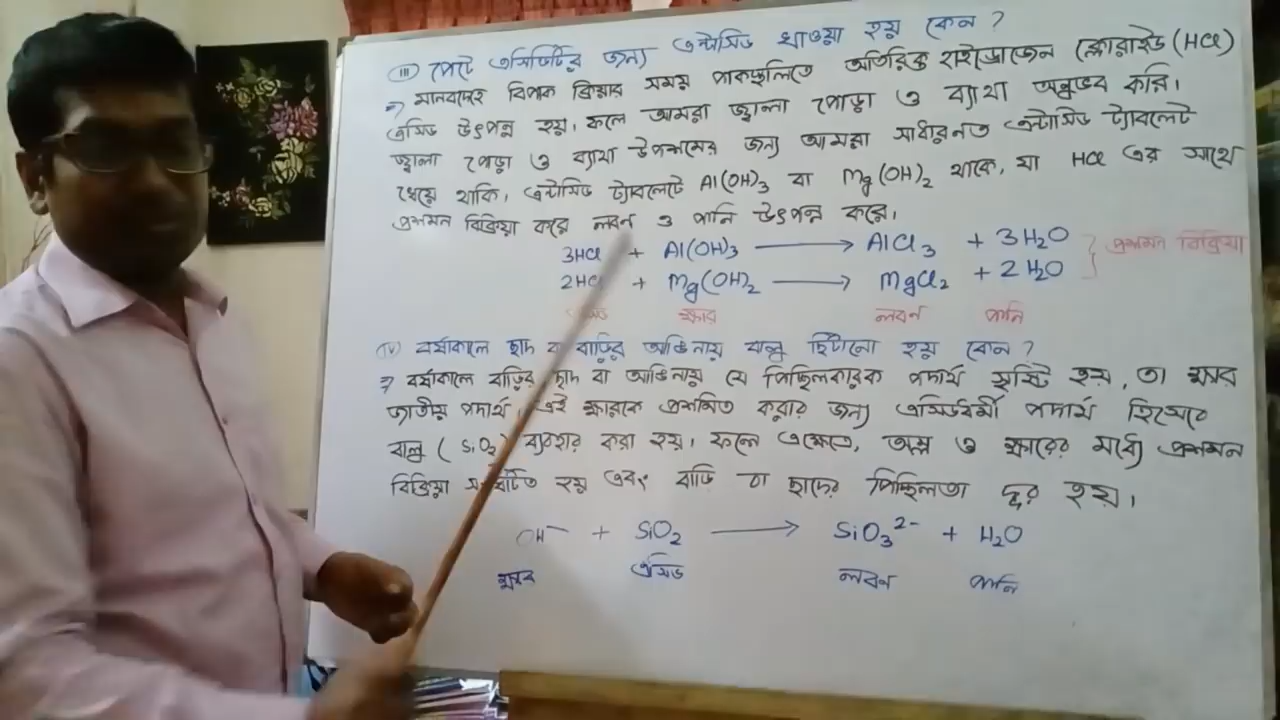 (iii) পেটে এসিডিটির জন্য এন্টাসিড খাওয়া হয় কেন ?
⇒ মানবদেহে বিপাক ক্রিয়ার সময় পাকস্থলিতে অতিরিক্ত হাইড্রোজেন ক্লোরাইড (HCl)
এসিড উৎপন্ন হয়। ফলে আমরা জ্বালা পোড়া ও ব্যাথা অনুভব করি।
জ্বালা পোড়া ও ব্যাথা উপশমের জন্য আমরা সাধারনত এন্টাসিড ট্যাবলেট
খেয়ে থাকি। এন্টাসিড ট্যাবলেটে Al(OH)3 বা Mg(OH)2 থাকে, যা HCl এর সাথে
প্রশমন বিক্রিয়া করে লবণ ও পানি উৎপন্ন করে।
3HCl + Al(OH)3 ⟶ AlCl3 + 3H2O } প্রশমন বিক্রিয়া
2HCl + Mg(OH)2 ⟶ MgCl2 + 2H2O
ক্ষার লবণ পানি
(iv) বর্ষাকালে ছাদ বা বাড়ির আঙিনায় বালু ছিটানো হয় কেন ?
⇒ বর্ষাকালে বাড়ির ছাদ বা আঙিনায় যে পিচ্ছিলকারক পদার্থ সৃষ্টি হয়, তা ক্ষার
জাতীয় পদার্থ। এই ক্ষারকে প্রশমিত করার জন্য এসিডধর্মী পদার্থ হিসেবে
বালু (SiO2) ব্যবহার করা হয়। ফলে এক্ষেত্রে, অম্ল ও ক্ষারের মধ্যে প্রশমন
বিক্রিয়া সংঘটিত হয় এবং বাড়ি বা ছাদের পিচ্ছিলতা দূর হয়।
OH⁻ + SiO2 ⟶ SiO3²⁻ + H2O
ক্ষার এসিড লবণ পানি